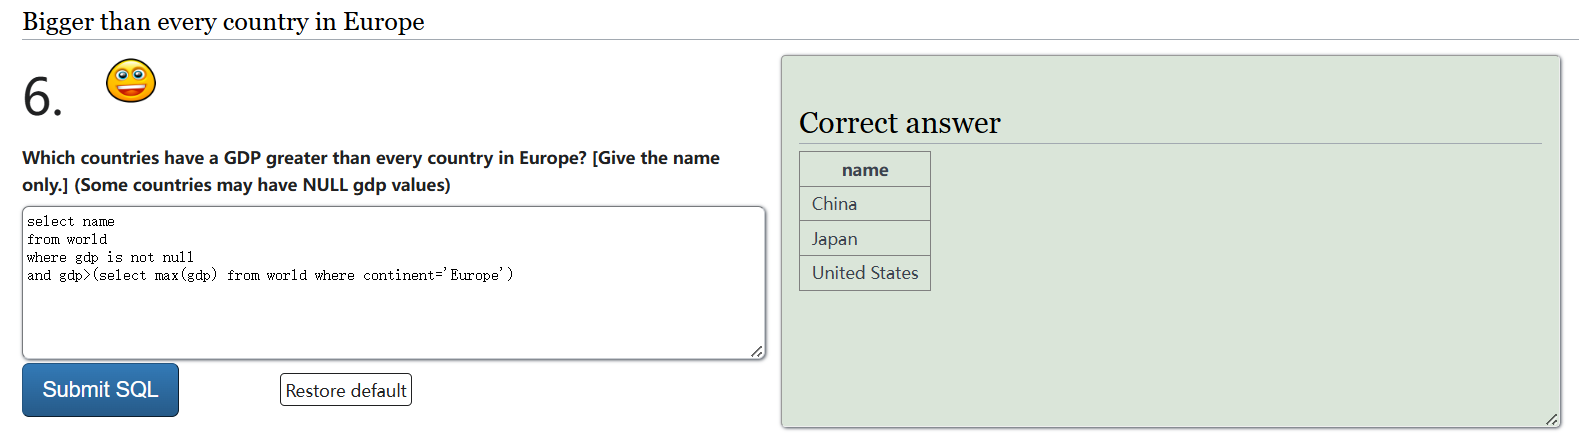 Bigger than every country in Europe
6.
Which countries have a GDP greater than every country in Europe? [Give the name
only.] (Some countries may have NULL gdp values)
select name
from world
where gdp is not null
and gdp>(select max(gdp) from world where continent='Europe')
Submit SQL
Restore default
Correct answer
name
China
Japan
United States